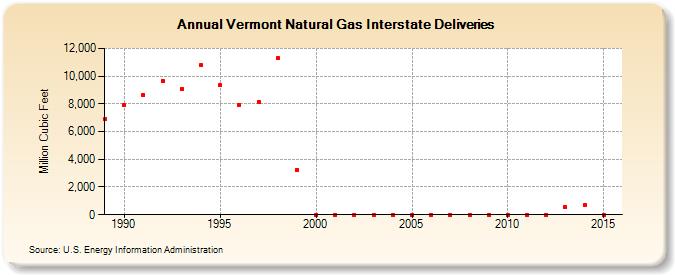 Annual Vermont Natural Gas Interstate Deliveries
Million Cubic Feet
12,000
10,000
8,000
6,000
4,000
2,000
0
1990 1995 2000 2005 2010 2015
Source: U.S. Energy Information Administration